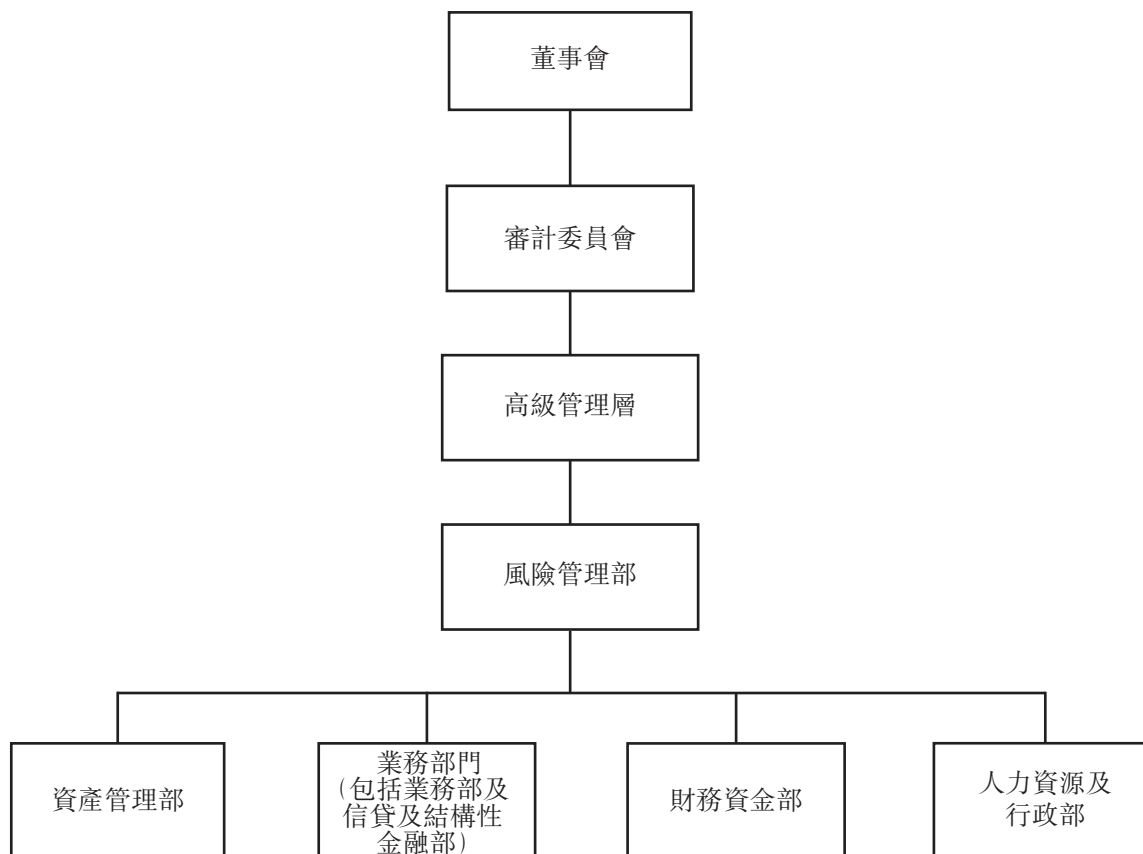 董事會
審計委員會
高級管理層
風險管理部
資產管理部
業務部門
(包括業務部及
信貸及結構性
金融部)
財務資金部
人力資源及
行政部